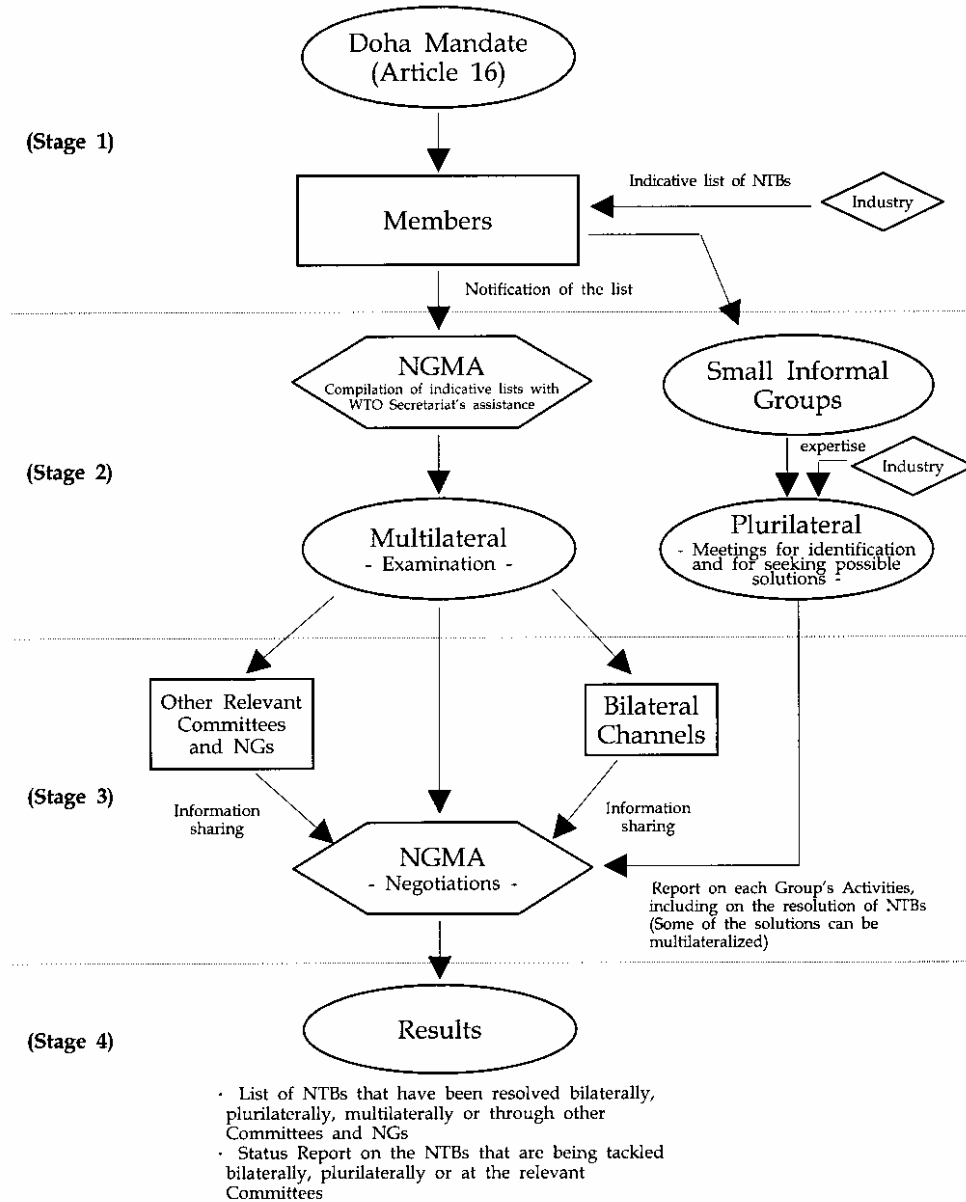 Doha Mandate
(Article 16)
(Stage 1)
Indicative list of NTBs
Industry
Members
Notification of the list
NGMA
Compilation of indicative lists with
WTO Secretariat's assistance
Small Informal
Groups
(Stage 2)
expertise
Industry
Multilateral
- Examination -
Plurilateral
- Meetings for identification
and for seeking possible
solutions -
Other Relevant
Committees
and NGs
Bilateral
Channels
(Stage 3)
Information
sharing
Information
sharing
NGMA
- Negotiations -
Report on each Group's Activities,
including on the resolution of NTBs
(Some of the solutions can be
multilateralized)
(Stage 4)
Results
· List of NTBs that have been resolved bilaterally,
plurilaterally, multilaterally or through other
Committees and NGs
· Status Report on the NTBs that are being tackled
bilaterally, plurilaterally or at the relevant
Committees